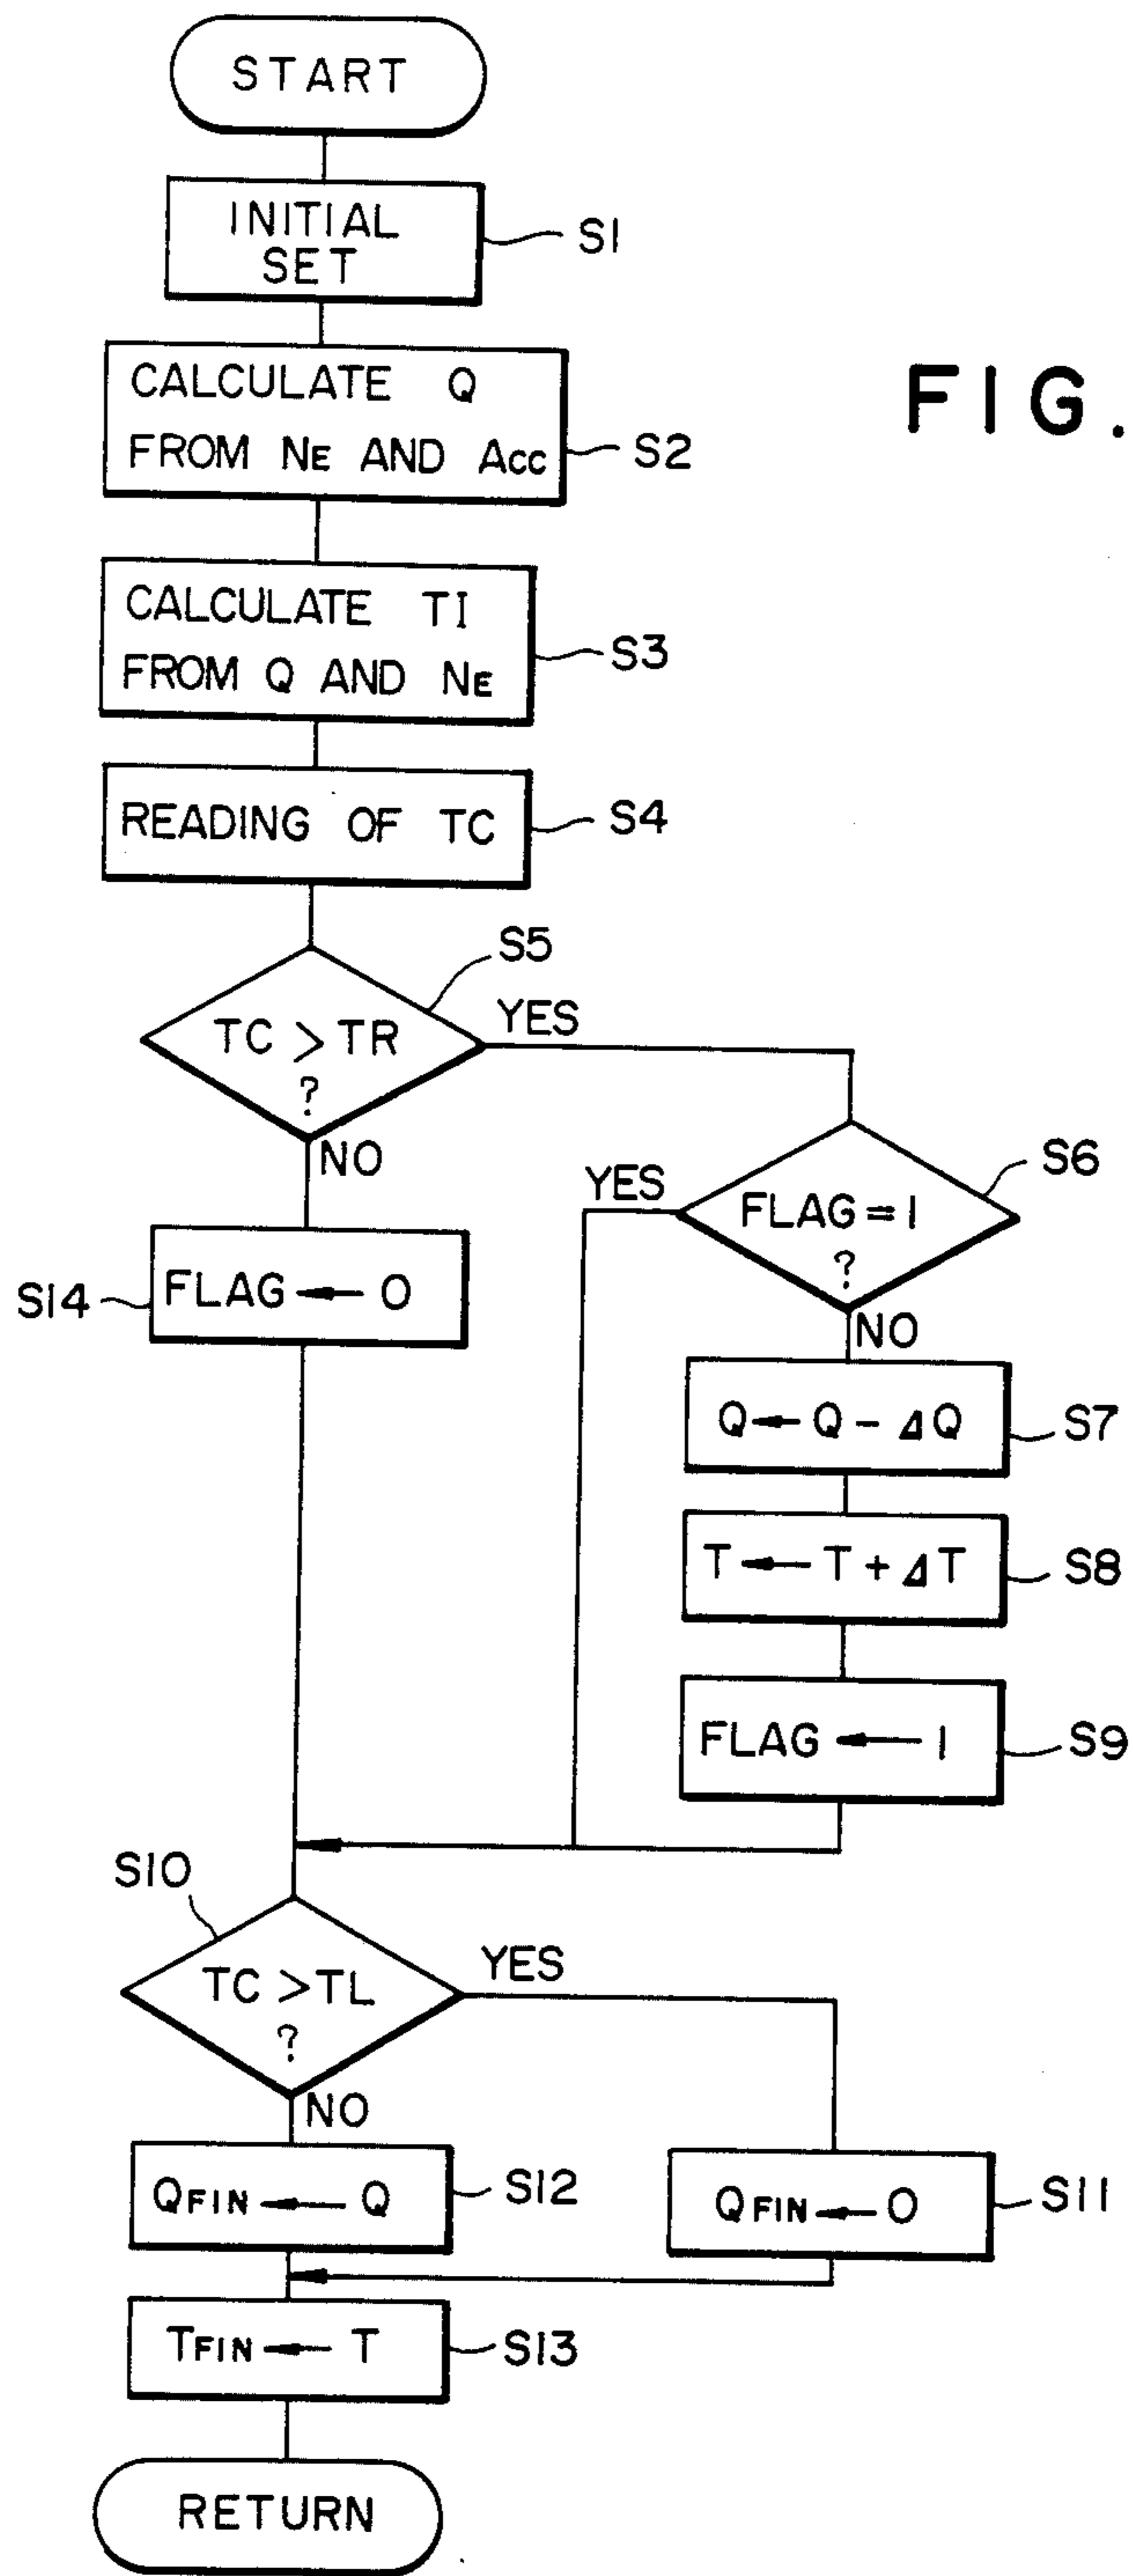 START
INITIAL
SET
S1
FIG.
CALCULATE Q
FROM NE AND Acc
S2
CALCULATE TI
FROM Q AND NE
S3
READING OF TC
S4
S5
TC > TR
?
YES
NO
S6
YES
FLAG = 1
?
NO
S14
FLAG ← 0
Q ← Q - ΔQ
S7
T ← T + ΔT
S8
FLAG ← 1
S9
S10
TC > TL
?
YES
NO
QFIN ← Q
S12
QFIN ← 0
S11
TFIN ← T
S13
RETURN